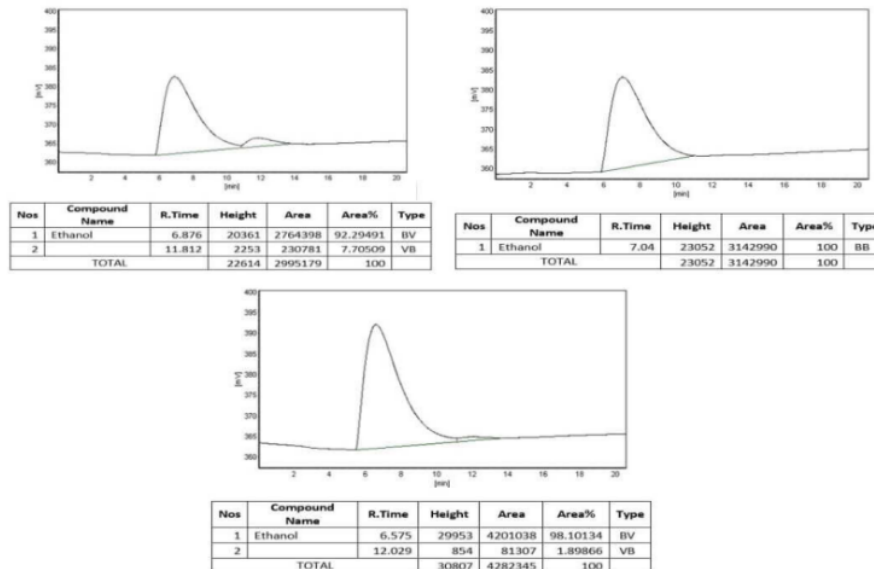 400
395
390
385
380
375
370
365
360
[mV]
2 4 6 8 10 12 14 16 18 20
[min]
Nos Compound Name R.Time Height Area Area% Type
1 Ethanol 6.876 20361 2764398 92.29491 BV
2 11.812 2253 230781 7.70509 VB
TOTAL 22614 2995179 100
400
395
390
385
380
375
370
365
360
[mV]
2 4 6 8 10 12 14 16 18 20
[min]
Nos Compound Name R.Time Height Area Area% Type
1 Ethanol 7.04 23052 3142990 100 BB
TOTAL 23052 3142990 100
400
395
390
385
380
375
370
365
360
[mV]
2 4 6 8 10 12 14 16 18 20
[min]
Nos Compound Name R.Time Height Area Area% Type
1 Ethanol 6.575 29953 4201038 98.10134 BV
2 12.029 854 81307 1.89866 VB
TOTAL 30807 4282345 100